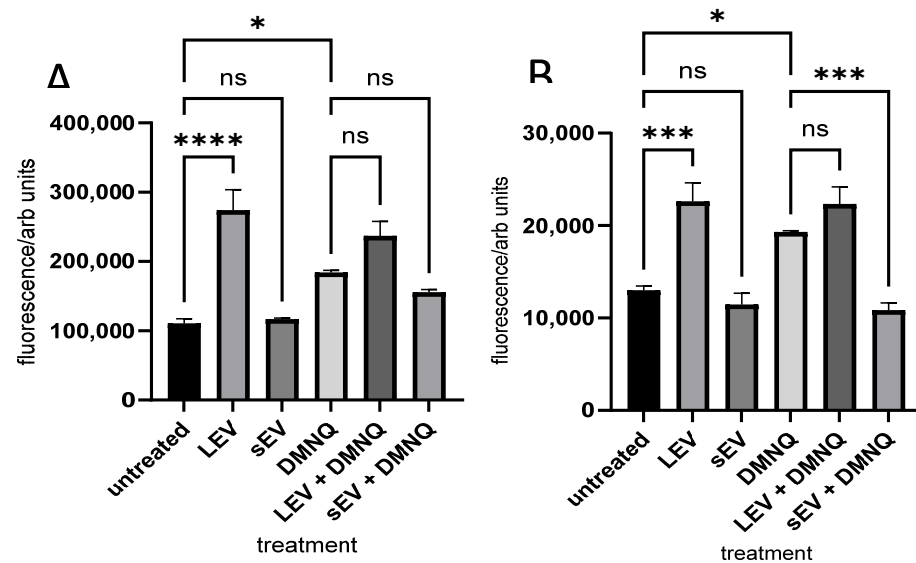 A
*
ns
ns
****
ns
400,000
300,000
200,000
100,000
0
fluorescence/arb units
untreated
LEV
sEV
DMNQ
LEV + DMNQ
sEV + DMNQ
treatment
B
*
ns
***
***
ns
30,000
20,000
10,000
0
fluorescence/arb units
untreated
LEV
sEV
DMNQ
LEV + DMNQ
sEV + DMNQ
treatment